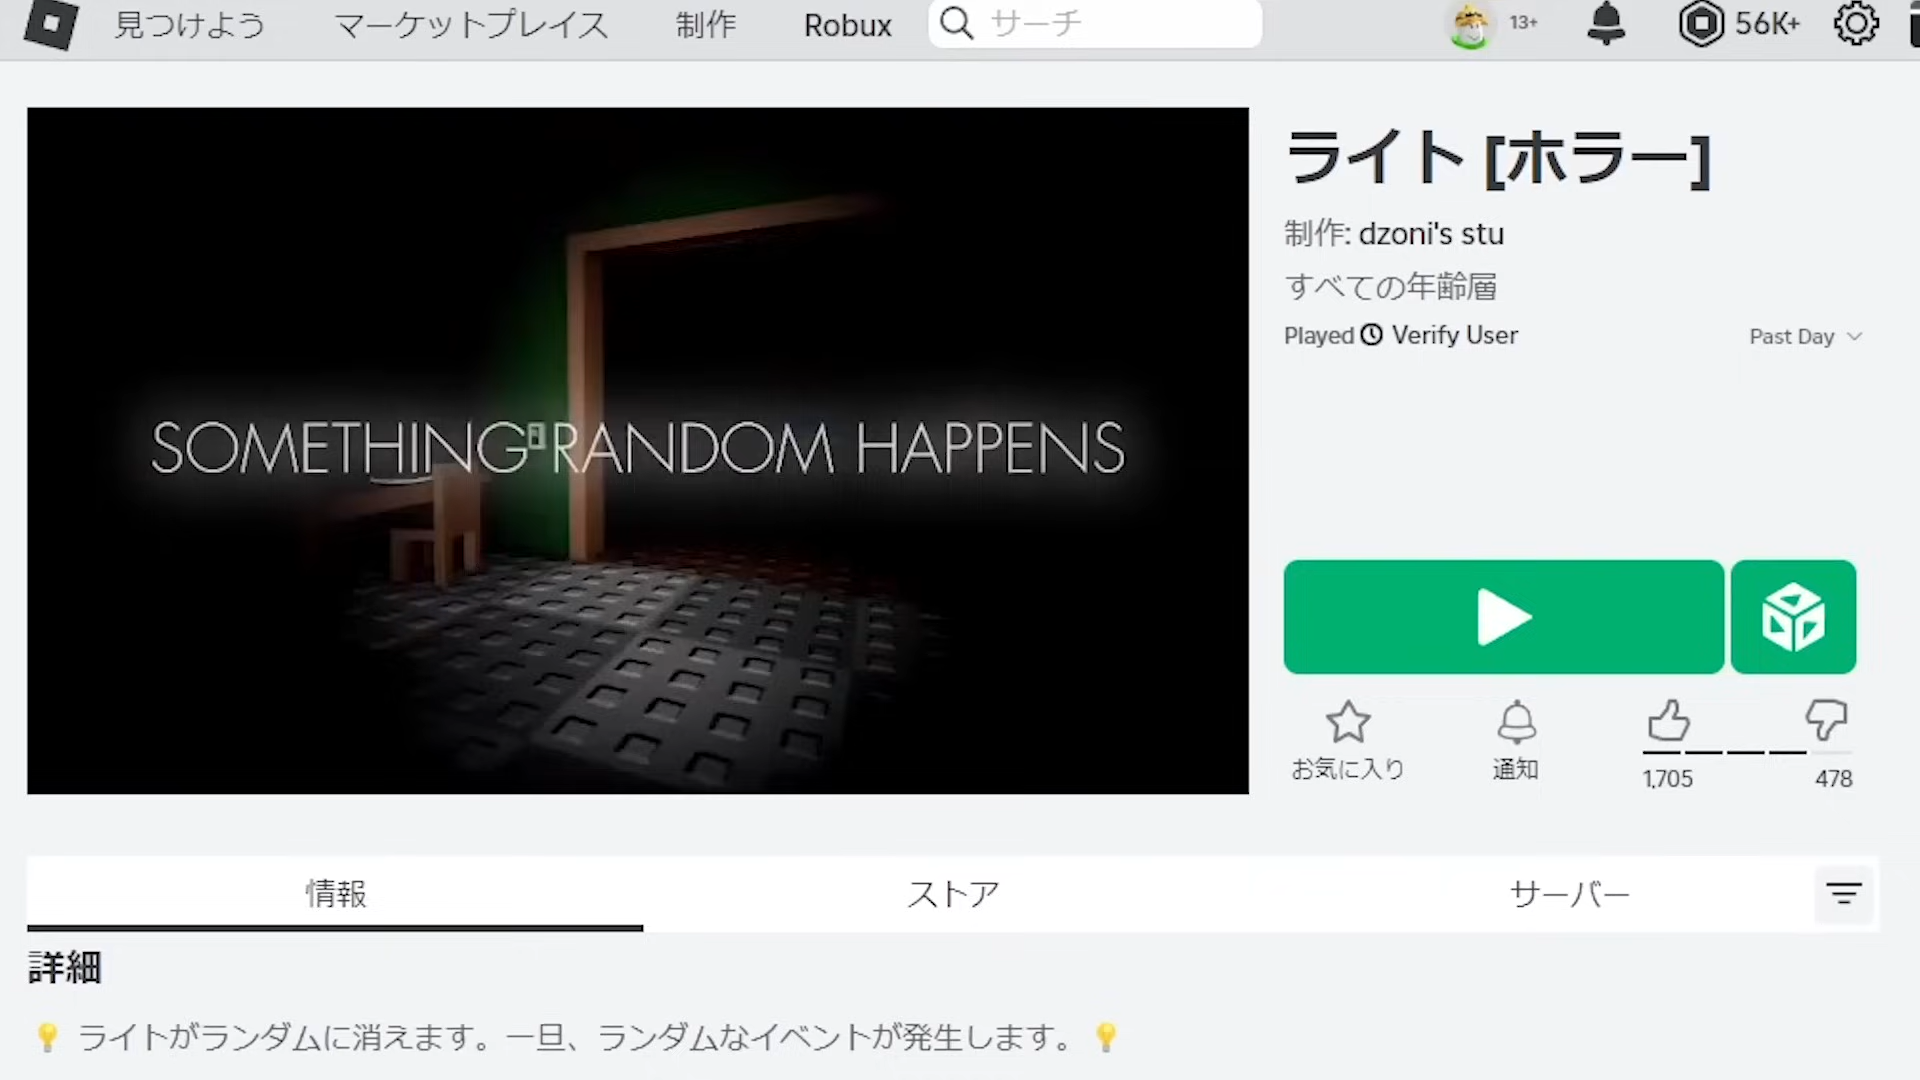 見つけよう
マーケットプレイス
制作
Robux
サーチ
13+
56K+
SOMETHING RANDOM HAPPENS
ライト [ホラー]
制作: dzoni's stu
すべての年齢層
Played Verify User
Past Day
お気に入り
通知
1,705
478
情報
ストア
サーバー
詳細
💡 ライトがランダムに消えます。一旦、ランダムなイベントが発生します。 💡